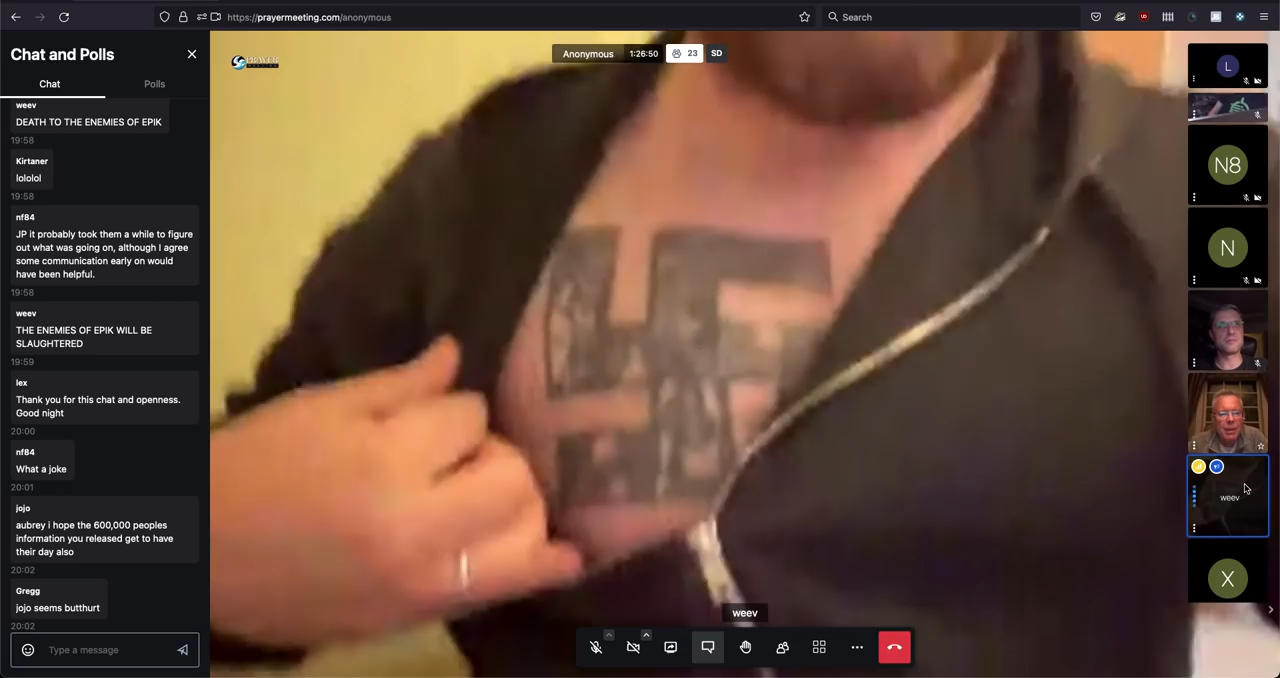 https://prayermeeting.com/anonymous
Search
Chat and Polls
Chat
Polls
weev
DEATH TO THE ENEMIES OF EPIK
19:58
Kirtaner
lololol
19:58
nf84
JP it probably took them a while to figure
out what was going on, although I agree
some communication early on would
have been helpful.
19:58
weev
THE ENEMIES OF EPIK WILL BE
SLAUGHTERED
19:59
lex
Thank you for this chat and openness.
Good night
20:00
nf84
What a joke
20:01
jojo
aubrey i hope the 600,000 peoples
information you released get to have
their day also
20:02
Gregg
jojo seems butthurt
20:02
Type a message
PRAYER
Anonymous
1:26:50
23
SD
weev
L
N8
N
weev
X